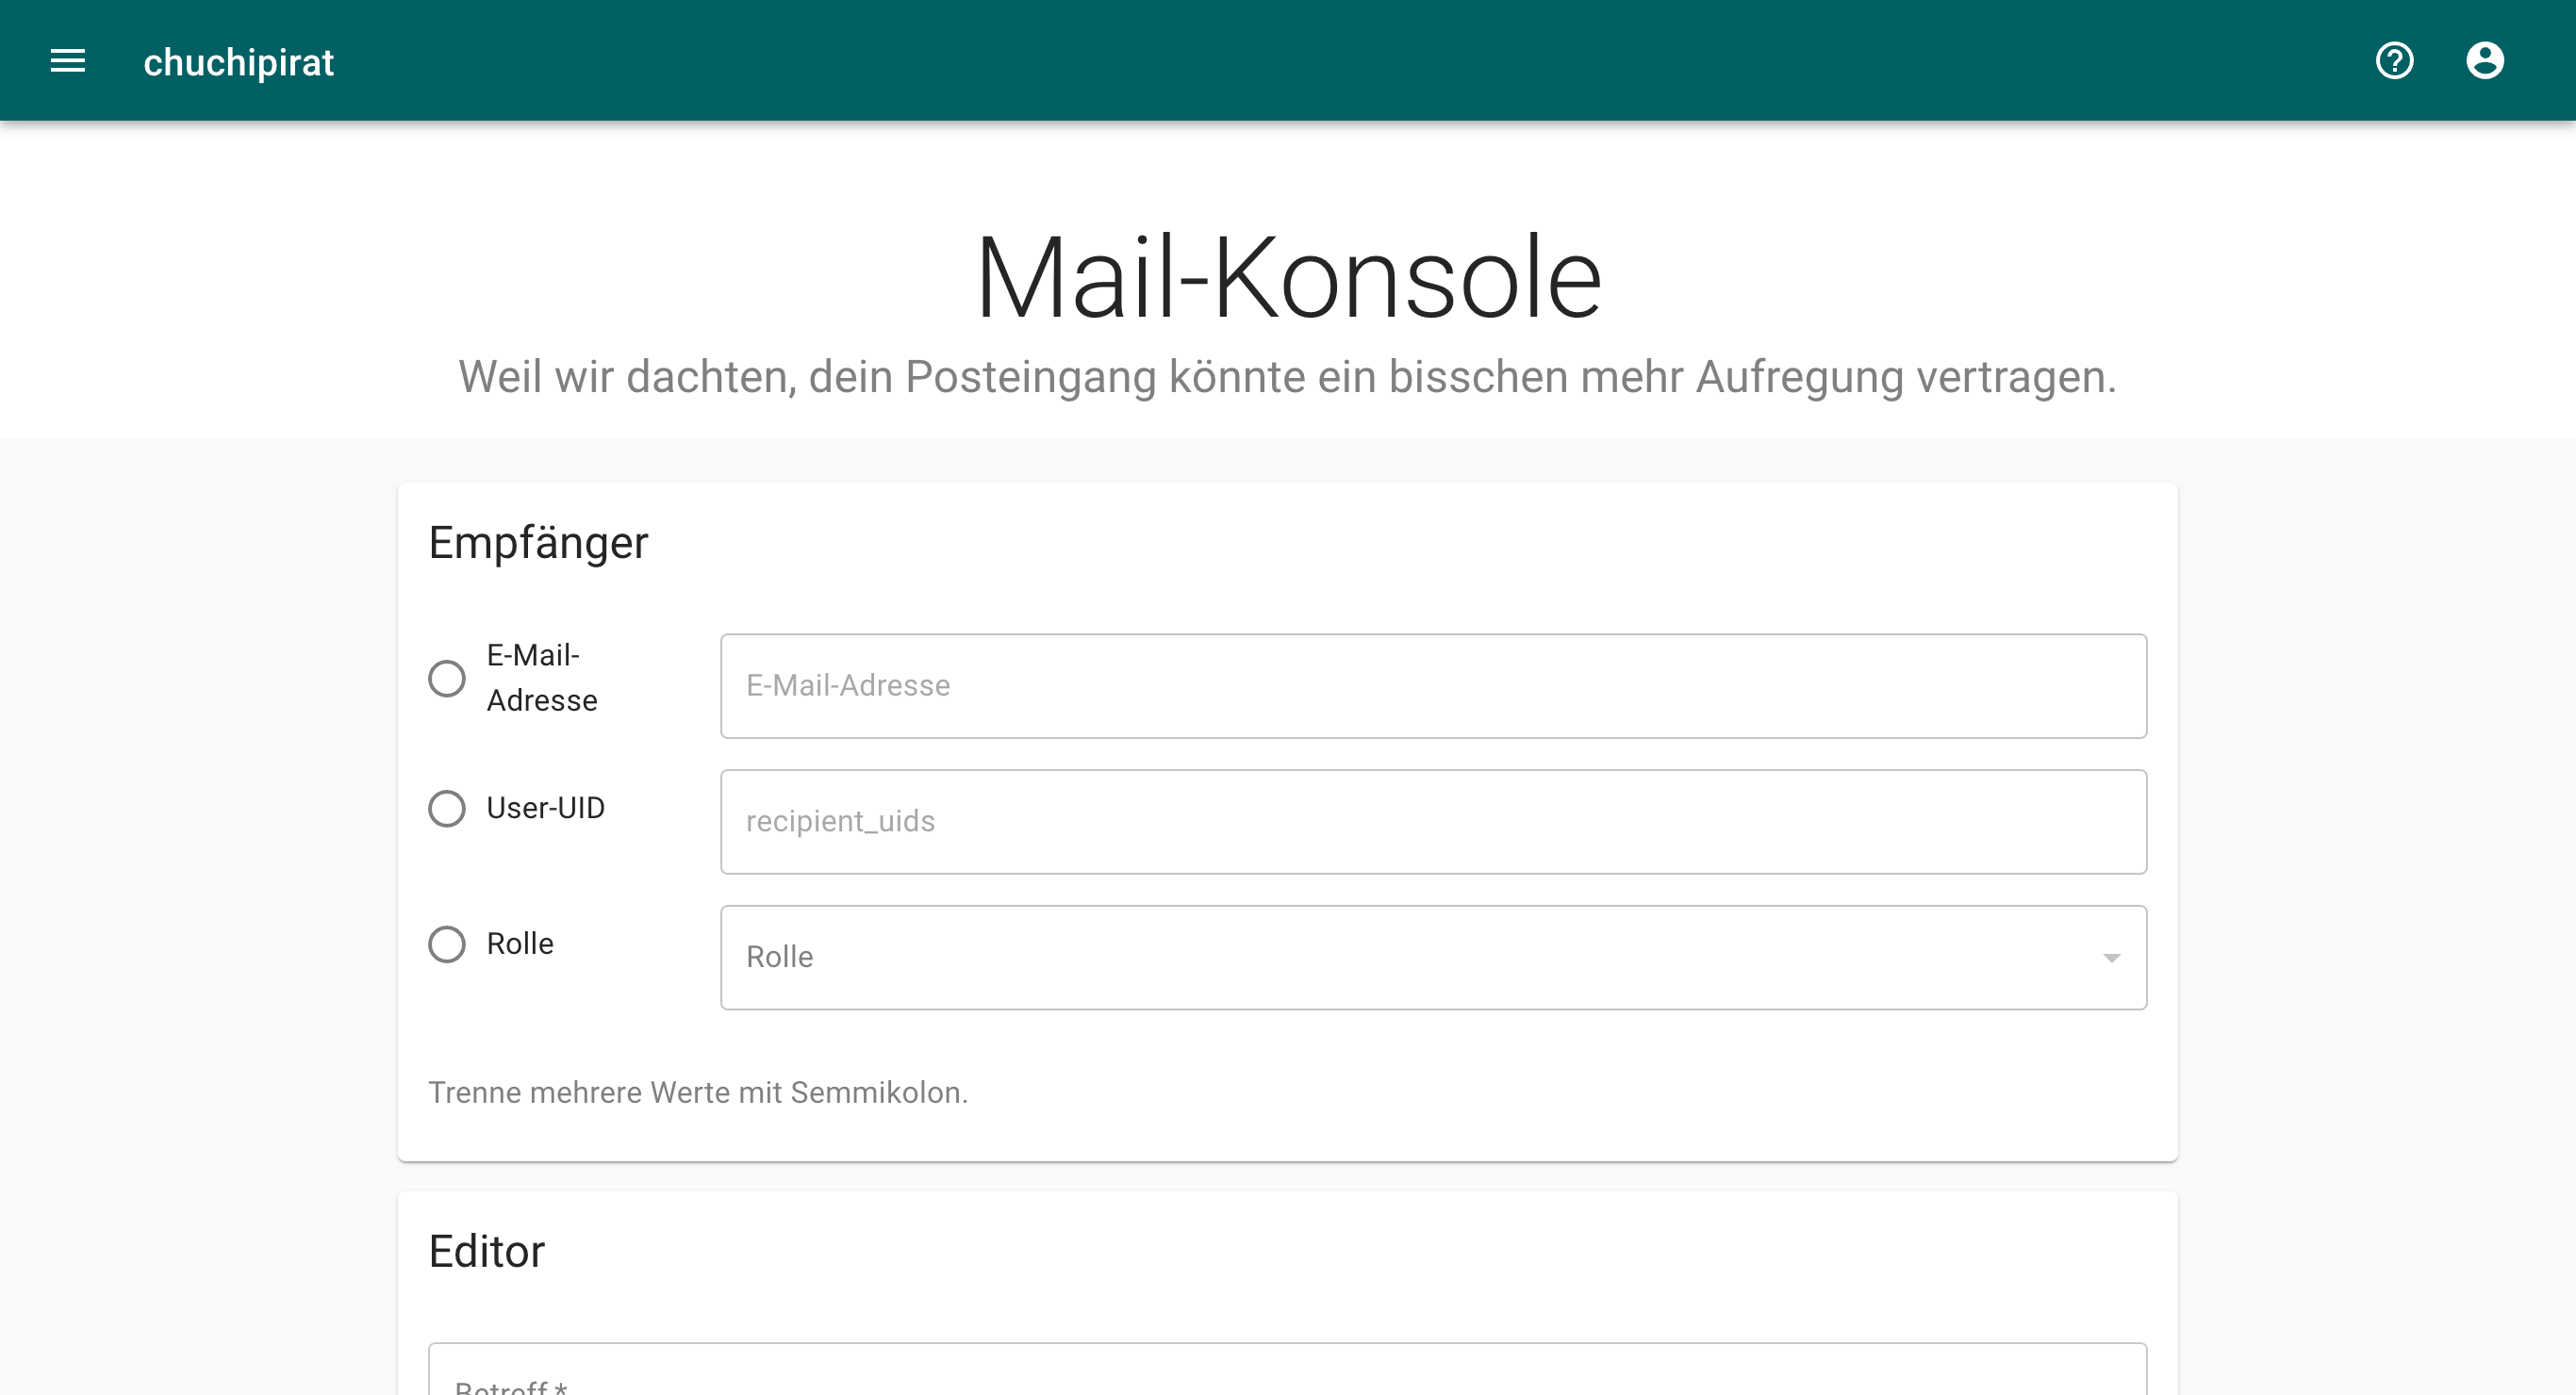 chuchipirat
Mail-Konsole
Weil wir dachten, dein Posteingang könnte ein bisschen mehr Aufregung vertragen.
Empfänger
E-Mail-
Adresse
E-Mail-Adresse
User-UID
recipient_uids
Rolle
Rolle
Trenne mehrere Werte mit Semmikolon.
Editor
Betreff *